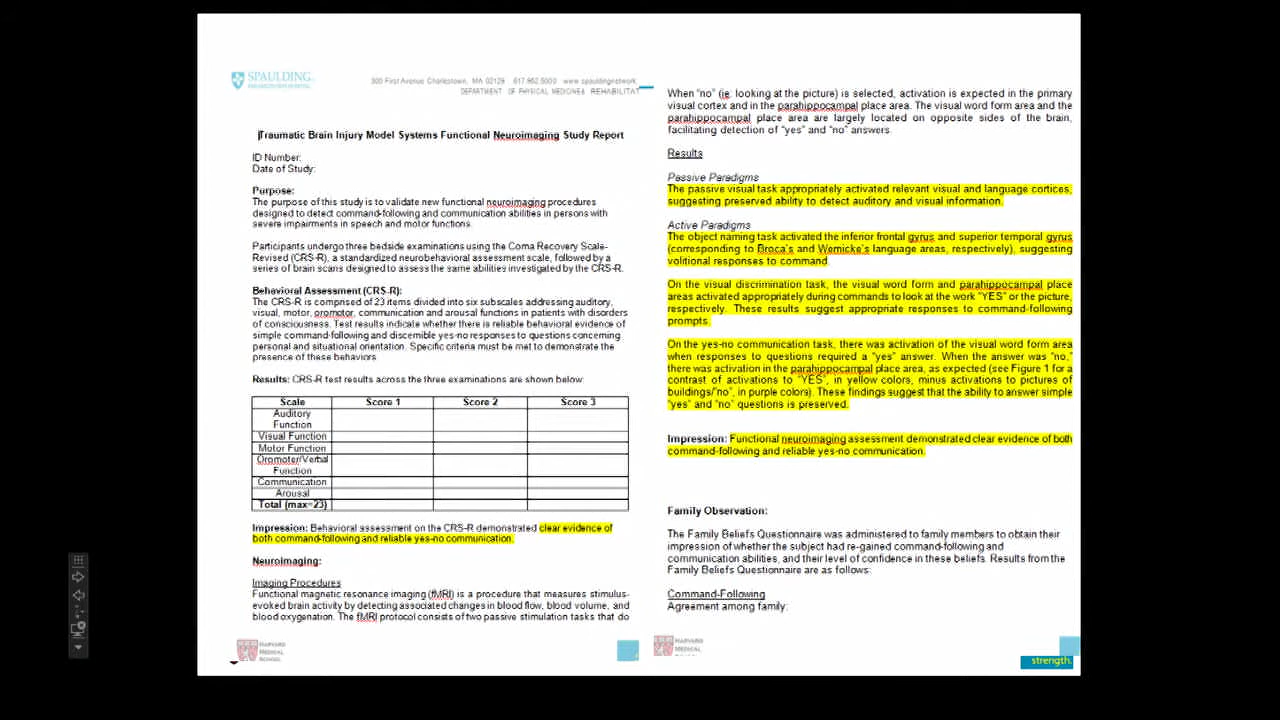 SPAULDING
REHABILITATION HOSPITAL
300 First Avenue Charlestown, MA 02129 617.952.5000 www.spauldingnetwork
DEPARTMENT OF PHYSICAL MEDICINE& REHABILITAT
Traumatic Brain Injury Model Systems Functional Neuroimaging Study Report
ID Number:
Date of Study:
Purpose:
The purpose of this study is to validate new functional neuroimaging procedures
designed to detect command-following and communication abilities in persons with
severe impairments in speech and motor functions.
Participants undergo three bedside examinations using the Coma Recovery Scale-
Revised (CRS-R), a standardized neurobehavioral assessment scale, followed by a
series of brain scans designed to assess the same abilities investigated by the CRS-R.
Behavioral Assessment (CRS-R):
The CRS-R is comprised of 23 items divided into six subscales addressing auditory,
visual, motor, oromotor, communication and arousal functions in patients with disorders
of consciousness. Test results indicate whether there is reliable behavioral evidence of
simple command-following and discernible yes-no responses to questions concerning
personal and situational orientation. Specific criteria must be met to demonstrate the
presence of these behaviors.
Results: CRS-R test results across the three examinations are shown below:
Scale Score 1 Score 2 Score 3
Auditory
Function
Visual Function
Motor Function
Oromoter/Verbal
Function
Communication
Arousal
Total (max=23)
Impression: Behavioral assessment on the CRS-R demonstrated clear evidence of
both command-following and reliable yes-no communication.
Neuroimaging:
Imaging Procedures
Functional magnetic resonance imaging (fMRI) is a procedure that measures stimulus-
evoked brain activity by detecting associated changes in blood flow, blood volume, and
blood oxygenation. The fMRI protocol consists of two passive stimulation tasks that do
HARVARD
MEDICAL
SCHOOL
When "no" (ie. looking at the picture) is selected, activation is expected in the primary
visual cortex and in the parahippocampal place area. The visual word form area and the
parahippocampal place area are largely located on opposite sides of the brain,
facilitating detection of "yes" and "no" answers.
Results
Passive Paradigms
The passive visual task appropriately activated relevant visual and language cortices,
suggesting preserved ability to detect auditory and visual information.
Active Paradigms
The object naming task activated the inferior frontal gyrus and superior temporal gyrus
(corresponding to Broca's and Wernicke's language areas, respectively), suggesting
volitional responses to command.
On the visual discrimination task, the visual word form and parahippocampal place
areas activated appropriately during commands to look at the work "YES" or the picture,
respectively. These results suggest appropriate responses to command-following
prompts.
On the yes-no communication task, there was activation of the visual word form area
when responses to questions required a "yes" answer. When the answer was "no,"
there was activation in the parahippocampal place area, as expected (see Figure 1 for a
contrast of activations to "YES", in yellow colors, minus activations to pictures of
buildings/"no", in purple colors). These findings suggest that the ability to answer simple
"yes" and "no" questions is preserved.
Impression: Functional neuroimaging assessment demonstrated clear evidence of both
command-following and reliable yes-no communication.
Family Observation:
The Family Beliefs Questionnaire was administered to family members to obtain their
impression of whether the subject had re-gained command-following and
communication abilities, and their level of confidence in these beliefs. Results from the
Family Beliefs Questionnaire are as follows:
Command-Following
Agreement among family:
HARVARD
MEDICAL
strength.